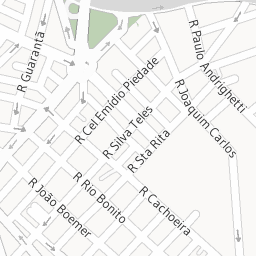 R Guarantã
R Paulo Andrighetti
R Cel Emídio Piedade
R Joaquim Carlos
R Silva Teles
R Sta Rita
R João Boemer
R Rio Bonito
R Cachoeira